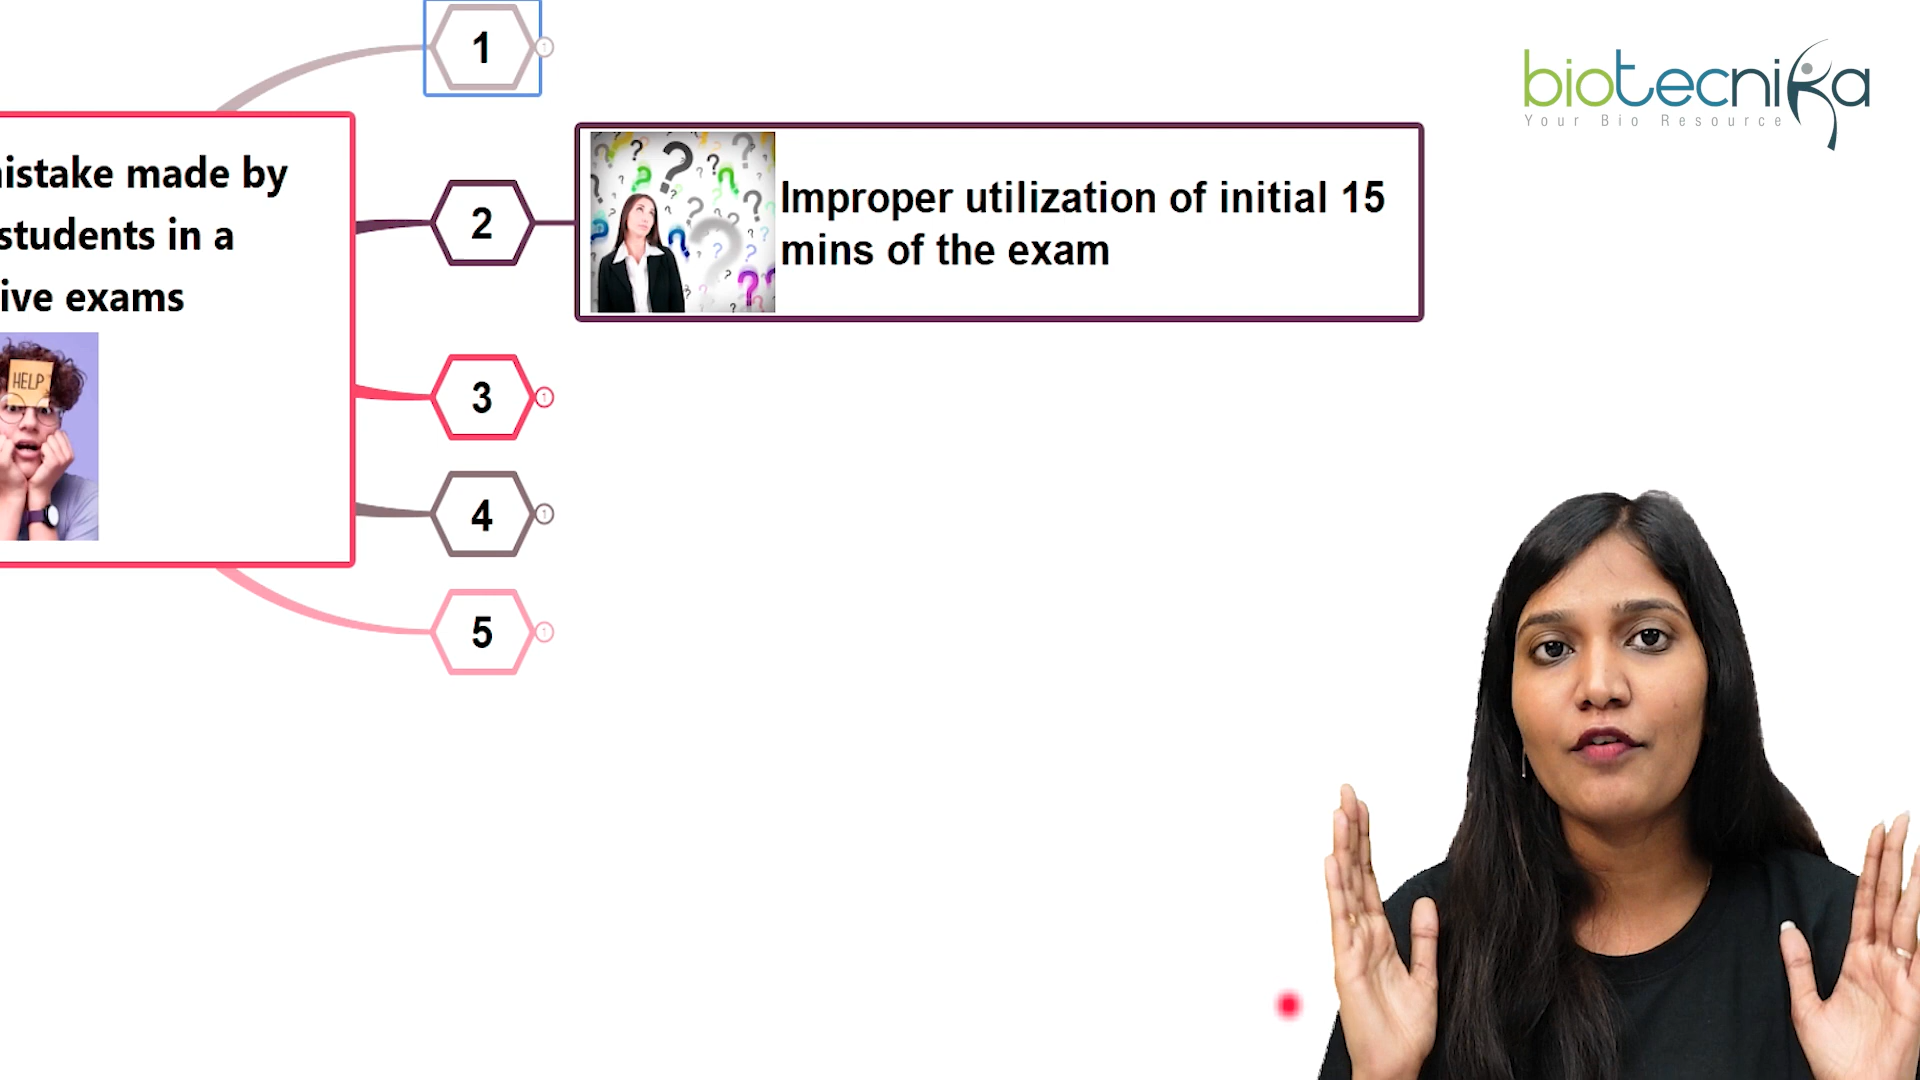 1
biotecnika
Your Bio Resource
istake made by
students in a
ive exams
HELP
2
Improper utilization of initial 15
mins of the exam
3
4
5